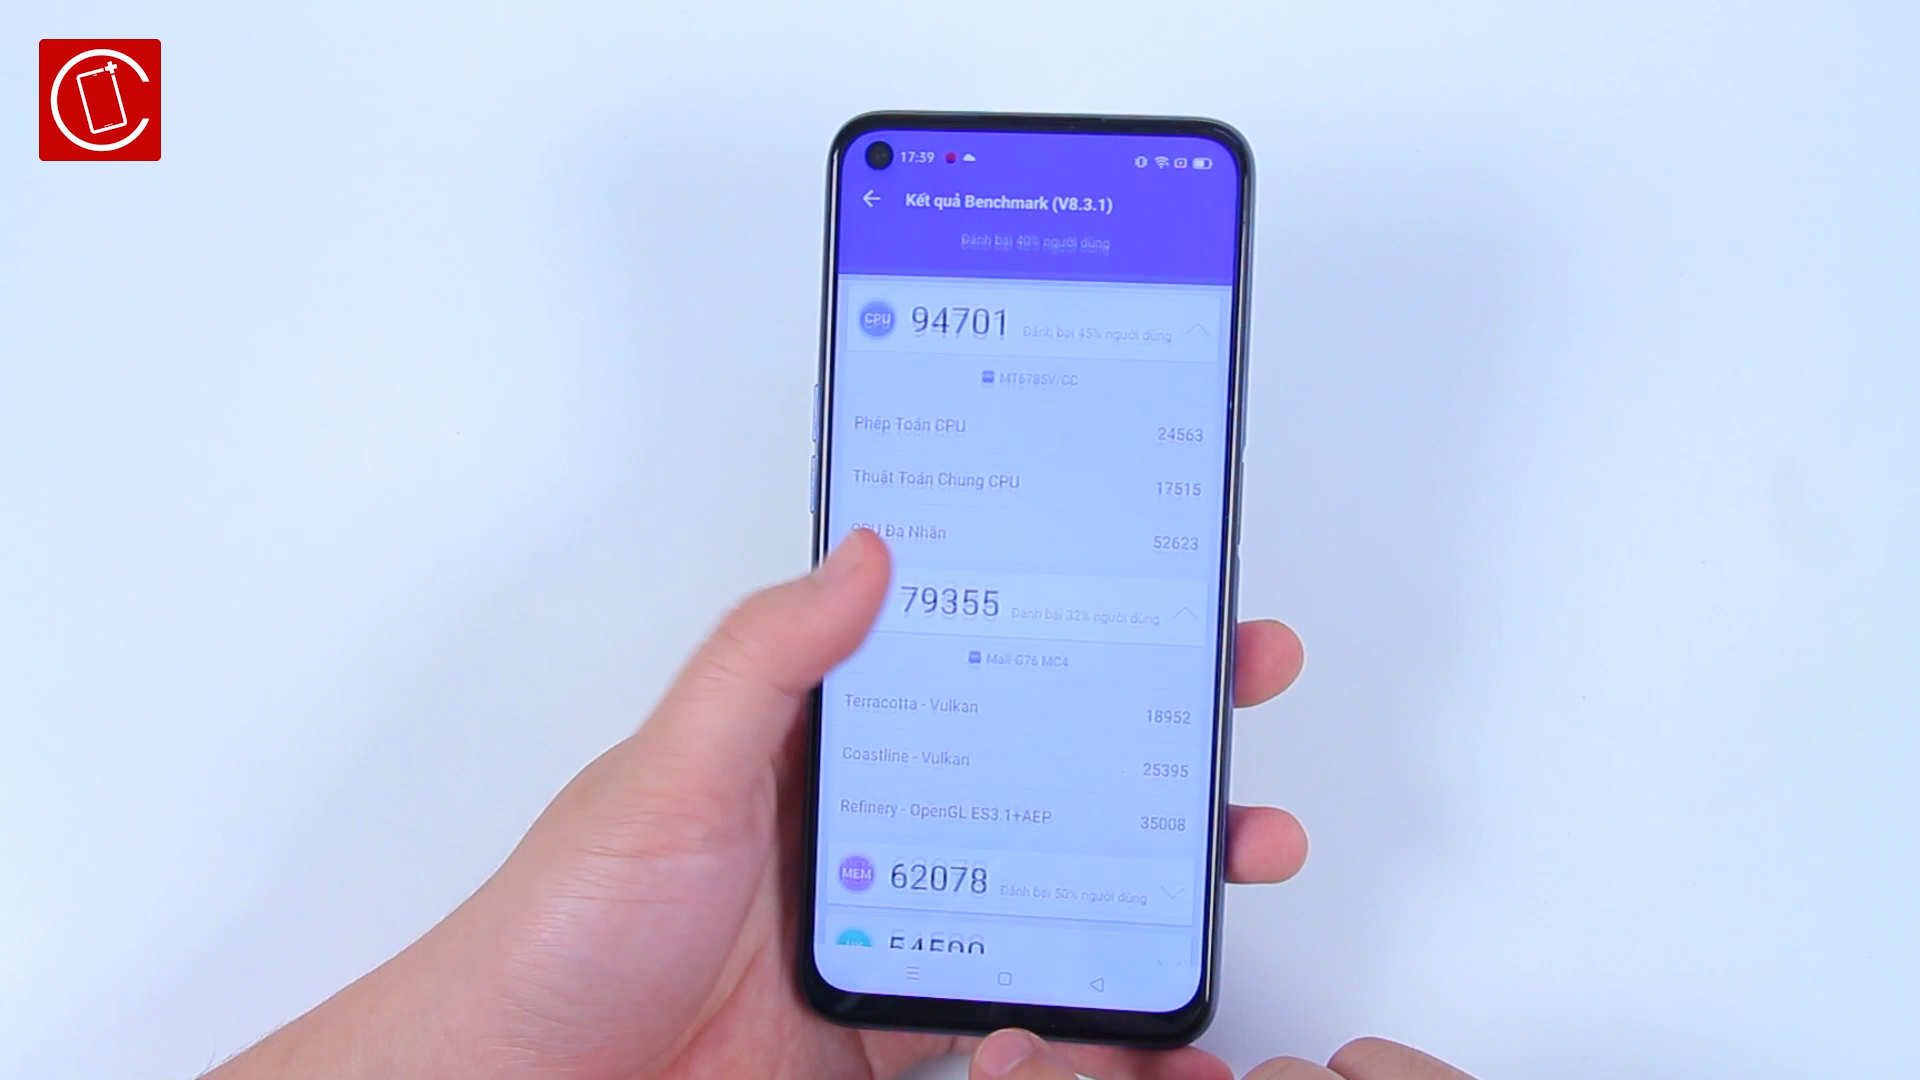 17:39
Kết quả Benchmark (V8.3.1)
Đánh bại 40% người dùng
CPU 94701 Đánh bại 45% người dùng
MT6785V/CC
Phép Toán CPU 24563
Thuật Toán Chung CPU 17515
CPU Đa Nhân 52623
79355 Đánh bại 32% người dùng
Mali-G76 MC4
Terracotta - Vulkan 18952
Coastline - Vulkan 25395
Refinery - OpenGL ES3.1+AEP 35008
MEM 62078 Đánh bại 50% người dùng